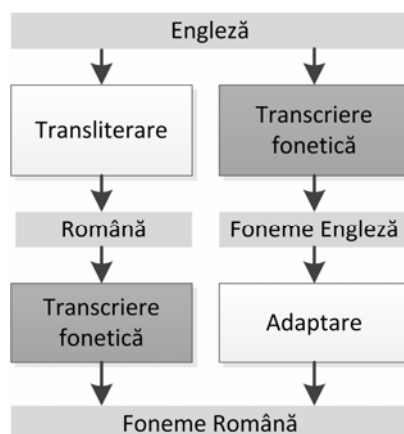 Engleză
Transliterare
Transcriere
fonetică
Română
Foneme Engleză
Transcriere
fonetică
Adaptare
Foneme Română